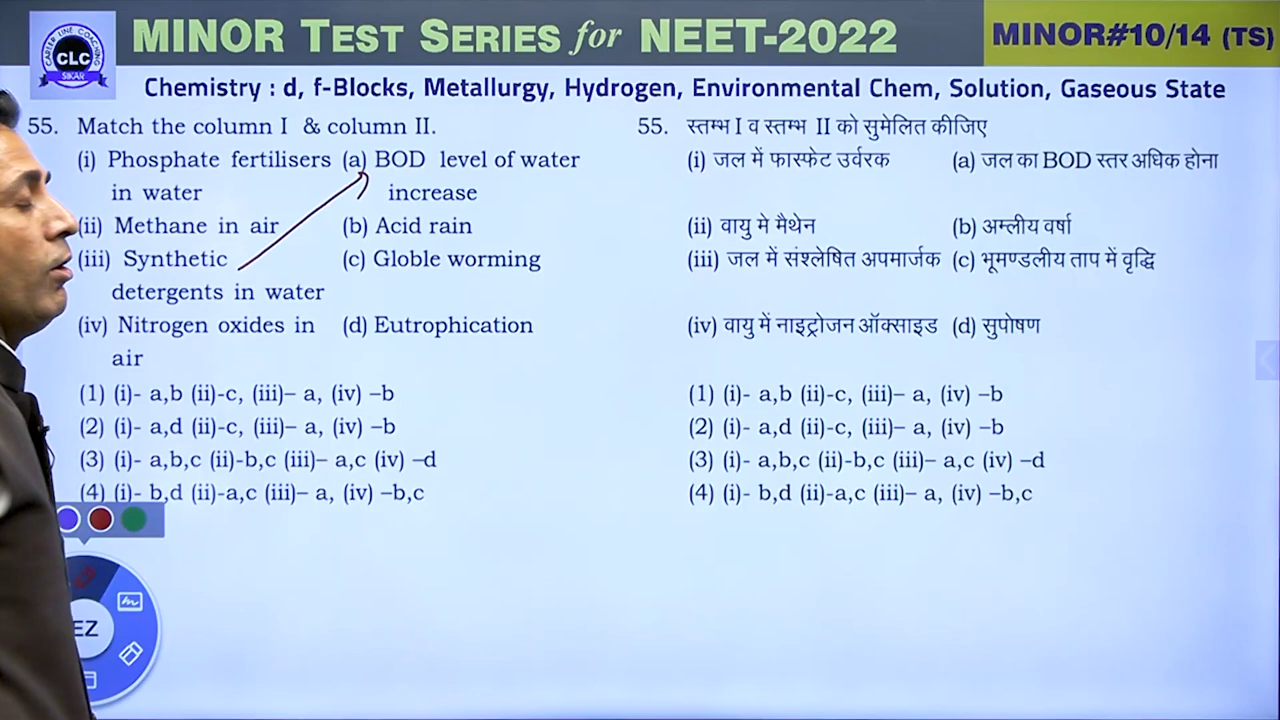 CAREER LINE COACHING
CLC
SIKAR
MINOR TEST SERIES for NEET-2022
MINOR#10/14 (TS)
Chemistry : d, f-Blocks, Metallurgy, Hydrogen, Environmental Chem, Solution, Gaseous State
55. Match the column I & column II.
(i) Phosphate fertilisers (a) BOD level of water
in water increase
(ii) Methane in air (b) Acid rain
(iii) Synthetic (c) Globle worming
detergents in water
(iv) Nitrogen oxides in (d) Eutrophication
air
(1) (i)- a,b (ii)-c, (iii)– a, (iv) –b
(2) (i)- a,d (ii)-c, (iii)– a, (iv) –b
(3) (i)- a,b,c (ii)-b,c (iii)– a,c (iv) –d
(4) (i)- b,d (ii)-a,c (iii)– a, (iv) –b,c
55. स्तम्भ I व स्तम्भ II को सुमेलित कीजिए
(i) जल में फास्फेट उर्वरक (a) जल का BOD स्तर अधिक होना
(ii) वायु मे मैथेन (b) अम्लीय वर्षा
(iii) जल में संश्लेषित अपमार्जक (c) भूमण्डलीय ताप में वृद्धि
(iv) वायु में नाइट्रोजन ऑक्साइड (d) सुपोषण
(1) (i)- a,b (ii)-c, (iii)– a, (iv) –b
(2) (i)- a,d (ii)-c, (iii)– a, (iv) –b
(3) (i)- a,b,c (ii)-b,c (iii)– a,c (iv) –d
(4) (i)- b,d (ii)-a,c (iii)– a, (iv) –b,c
EZ